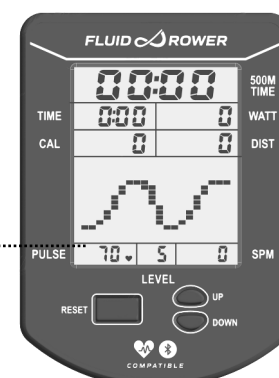 FLUID ROWER
00:00 500M TIME
TIME 0:00 0 WATT
CAL 0 0 DIST
PULSE 70 5 0 SPM
LEVEL
RESET
UP
DOWN
COMPATIBLE